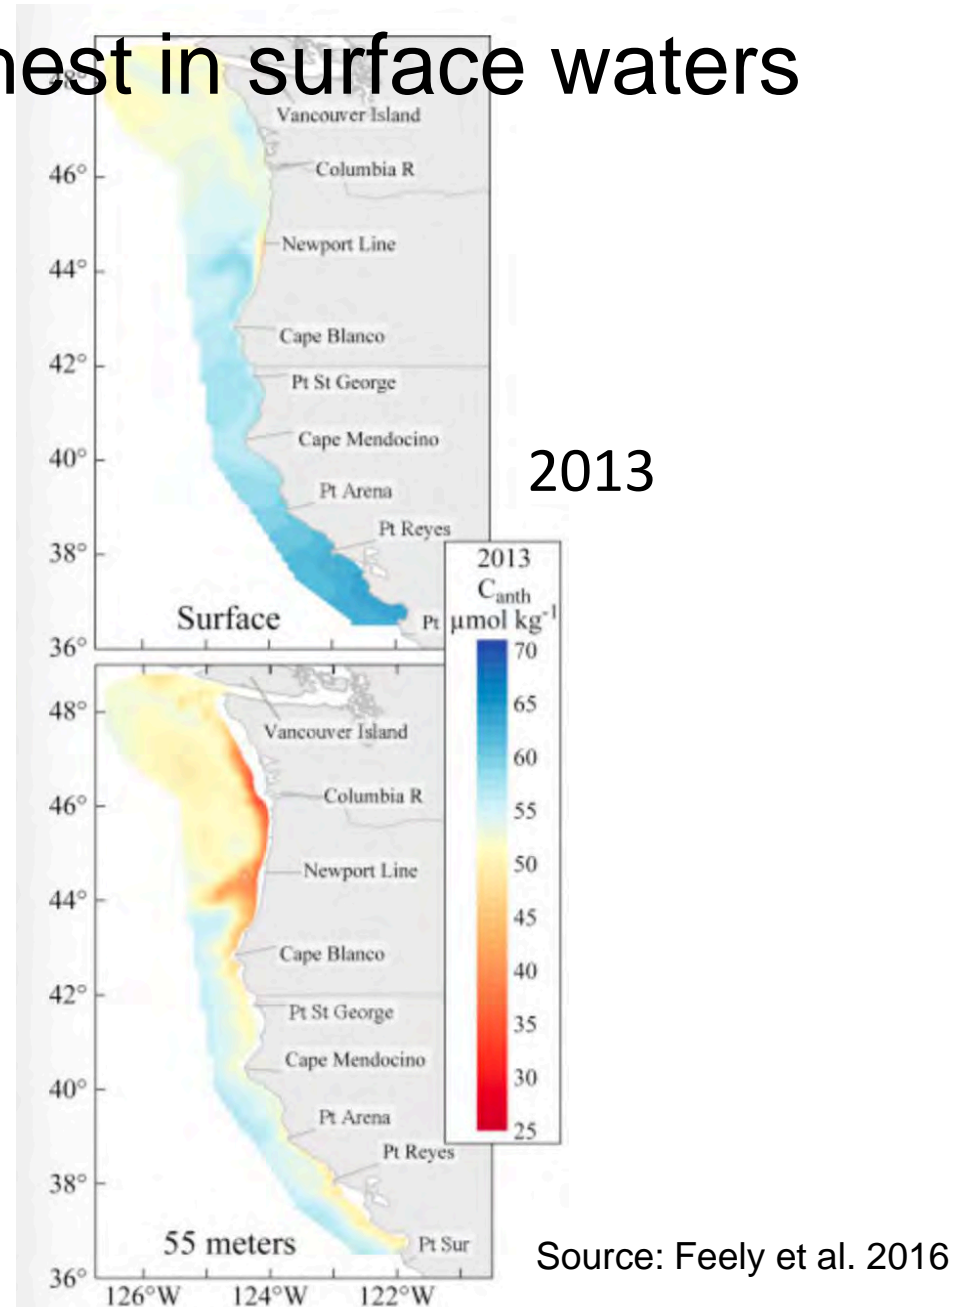 hest in surface waters
48°
Vancouver Island
46°
Columbia R
Newport Line
44°
Cape Blanco
42°
Pt St George
Cape Mendocino
40°
2013
Pt Arena
Pt Reyes
38°
Surface
Pt
36°
2013
Canth
µmol kg-1
70
65
60
55
50
45
40
35
30
25
48°
Vancouver Island
46°
Columbia R
Newport Line
44°
Cape Blanco
42°
Pt St George
Cape Mendocino
40°
Pt Arena
Pt Reyes
38°
55 meters
Pt Sur
36°
126°W 124°W 122°W
Source: Feely et al. 2016